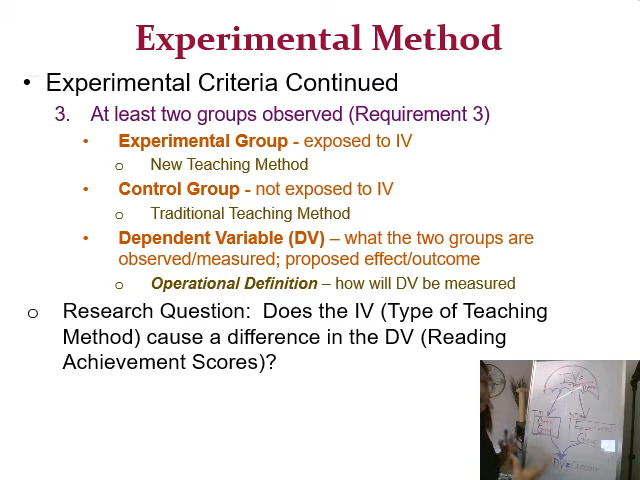 Experimental Method
• Experimental Criteria Continued
3. At least two groups observed (Requirement 3)
• Experimental Group - exposed to IV
o New Teaching Method
• Control Group - not exposed to IV
o Traditional Teaching Method
• Dependent Variable (DV) – what the two groups are
observed/measured; proposed effect/outcome
o Operational Definition – how will DV be measured
o Research Question: Does the IV (Type of Teaching
Method) cause a difference in the DV (Reading
Achievement Scores)?